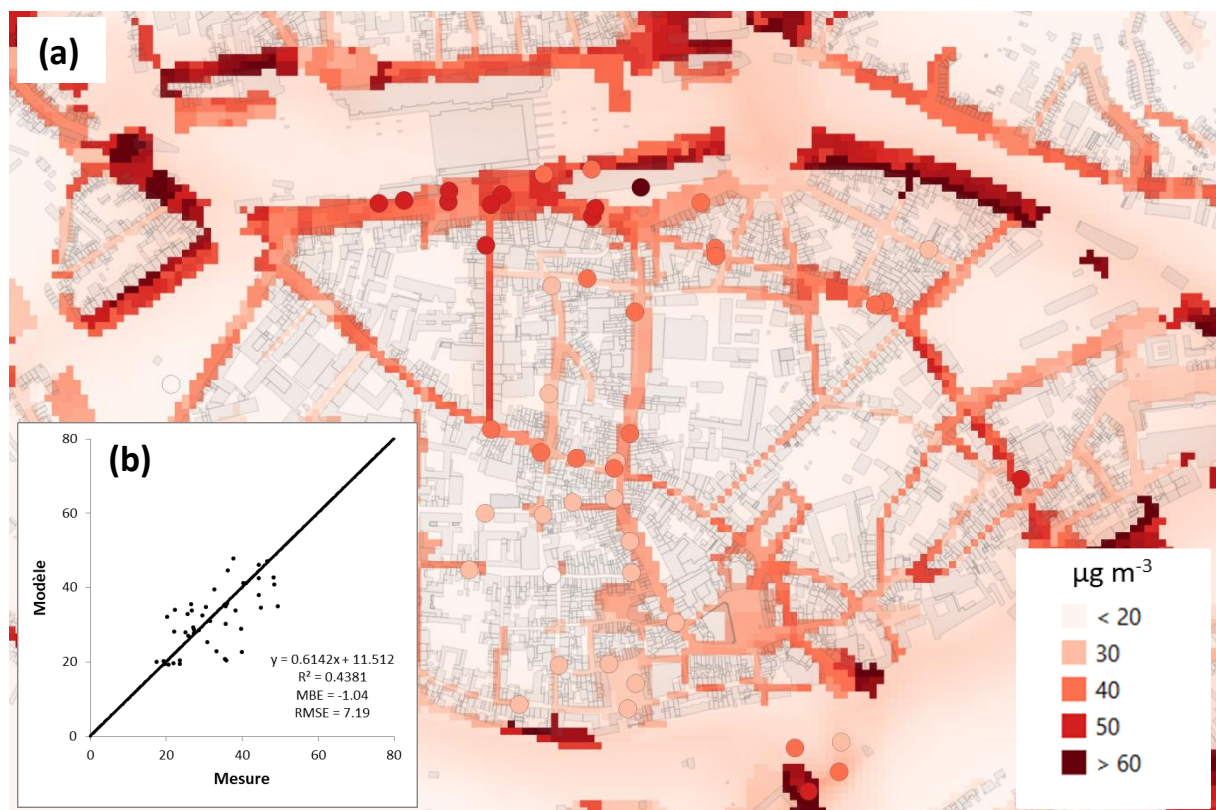 (a)
(b)
80
60
40
20
0
0 20 40 60 80
Modèle
Mesure
y = 0.6142x + 11.512
R² = 0.4381
MBE = -1.04
RMSE = 7.19
µg m⁻³
< 20
30
40
50
> 60